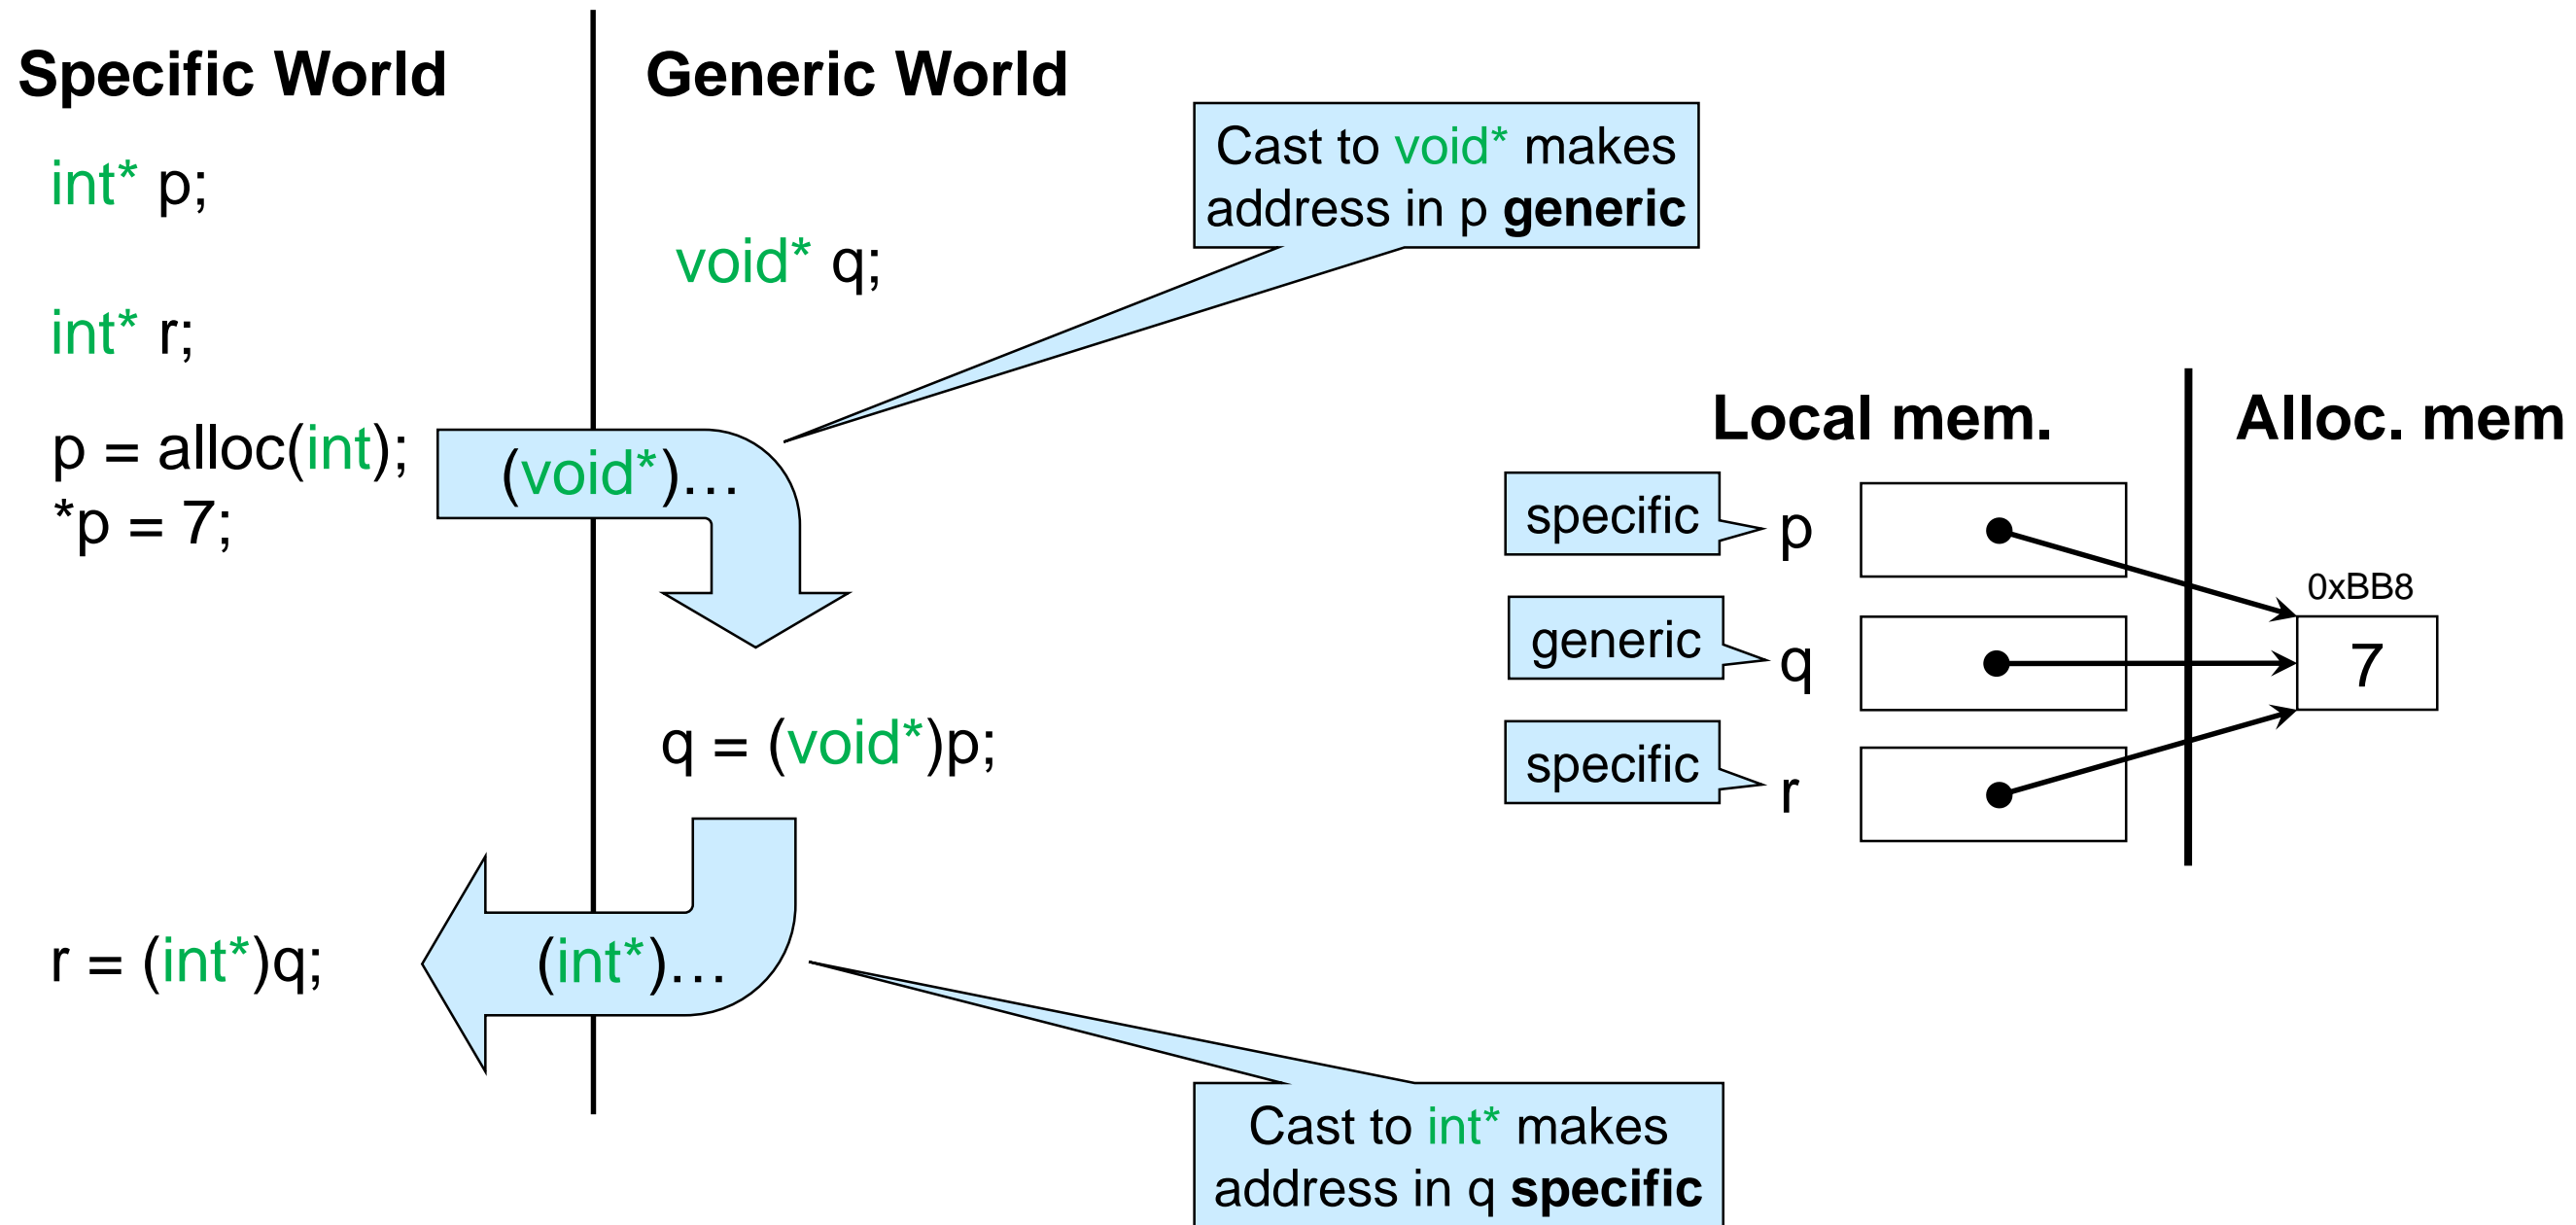 Specific World
Generic World
int* p;
void* q;
int* r;
p = alloc(int);
*p = 7;
(void*)…
q = (void*)p;
r = (int*)q;
(int*)…
Cast to void* makes
address in p generic
Cast to int* makes
address in q specific
Local mem.
Alloc. mem
specific
p
generic
q
specific
r
0xBB8
7